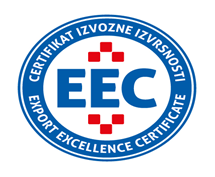 CERTIFIKAT IZVOZNE IZVRSNOSTI
EEC
EXPORT EXCELLENCE CERTIFICATE